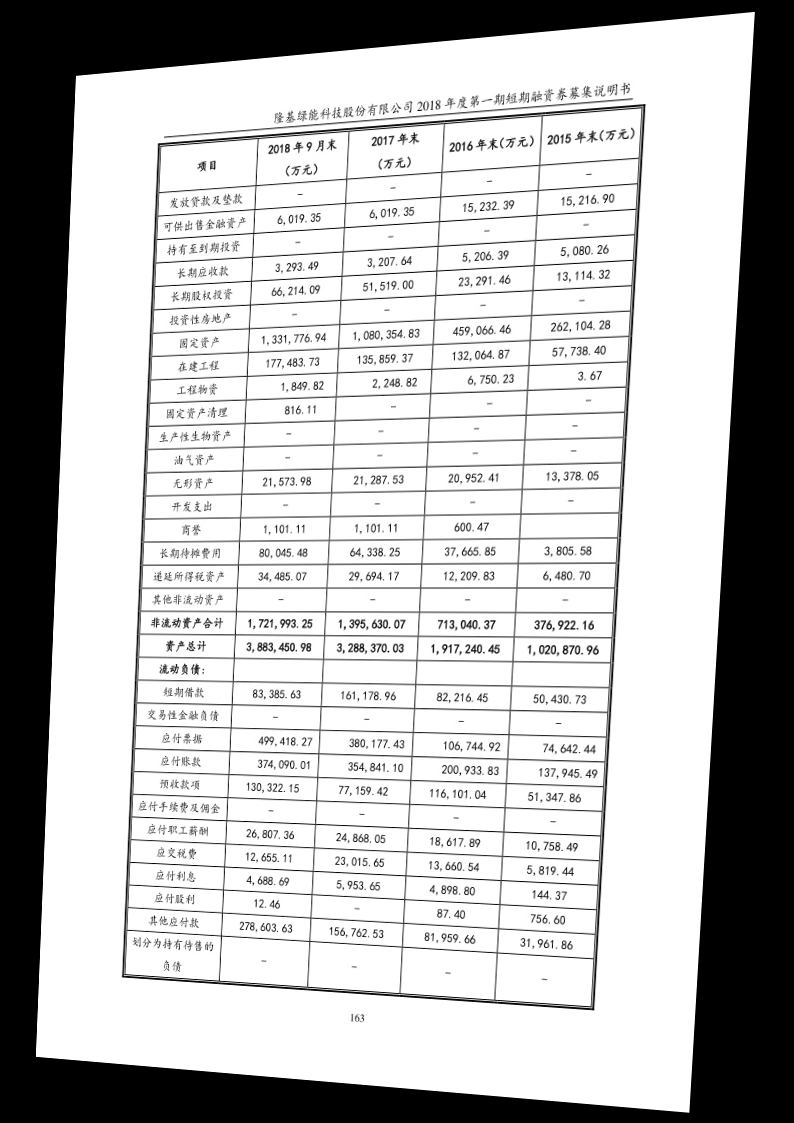 隆基绿能科技股份有限公司 2018 年度第一期短期融资券募集说明书
项目 2018 年 9 月末（万元） 2017 年末（万元） 2016 年末(万元) 2015 年末(万元)
发放贷款及垫款 - - - -
可供出售金融资产 6,019.35 6,019.35 15,232.39 15,216.90
持有至到期投资 - - - -
长期应收款 3,293.49 3,207.64 5,206.39 5,080.26
长期股权投资 66,214.09 51,519.00 23,291.46 13,114.32
投资性房地产 - - - -
固定资产 1,331,776.94 1,080,354.83 459,066.46 262,104.28
在建工程 177,483.73 135,859.37 132,064.87 57,738.40
工程物资 1,849.82 2,248.82 6,750.23 3.67
固定资产清理 816.11 - - -
生产性生物资产 - - - -
油气资产 - - - -
无形资产 21,573.98 21,287.53 20,952.41 13,378.05
开发支出 - - - -
商誉 1,101.11 1,101.11 600.47
长期待摊费用 80,045.48 64,338.25 37,665.85 3,805.58
递延所得税资产 34,485.07 29,694.17 12,209.83 6,480.70
其他非流动资产 - - - -
非流动资产合计 1,721,993.25 1,395,630.07 713,040.37 376,922.16
资产总计 3,883,450.98 3,288,370.03 1,917,240.45 1,020,870.96
流动负债：
短期借款 83,385.63 161,178.96 82,216.45 50,430.73
交易性金融负债 - - - -
应付票据 499,418.27 380,177.43 106,744.92 74,642.44
应付账款 374,090.01 354,841.10 200,933.83 137,945.49
预收款项 130,322.15 77,159.42 116,101.04 51,347.86
应付手续费及佣金 - - - -
应付职工薪酬 26,807.36 24,868.05 18,617.89 10,758.49
应交税费 12,655.11 23,015.65 13,660.54 5,819.44
应付利息 4,688.69 5,953.65 4,898.80 144.37
应付股利 12.46 - 87.40 756.60
其他应付款 278,603.63 156,762.53 81,959.66 31,961.86
划分为持有待售的
负债 - - - -
163